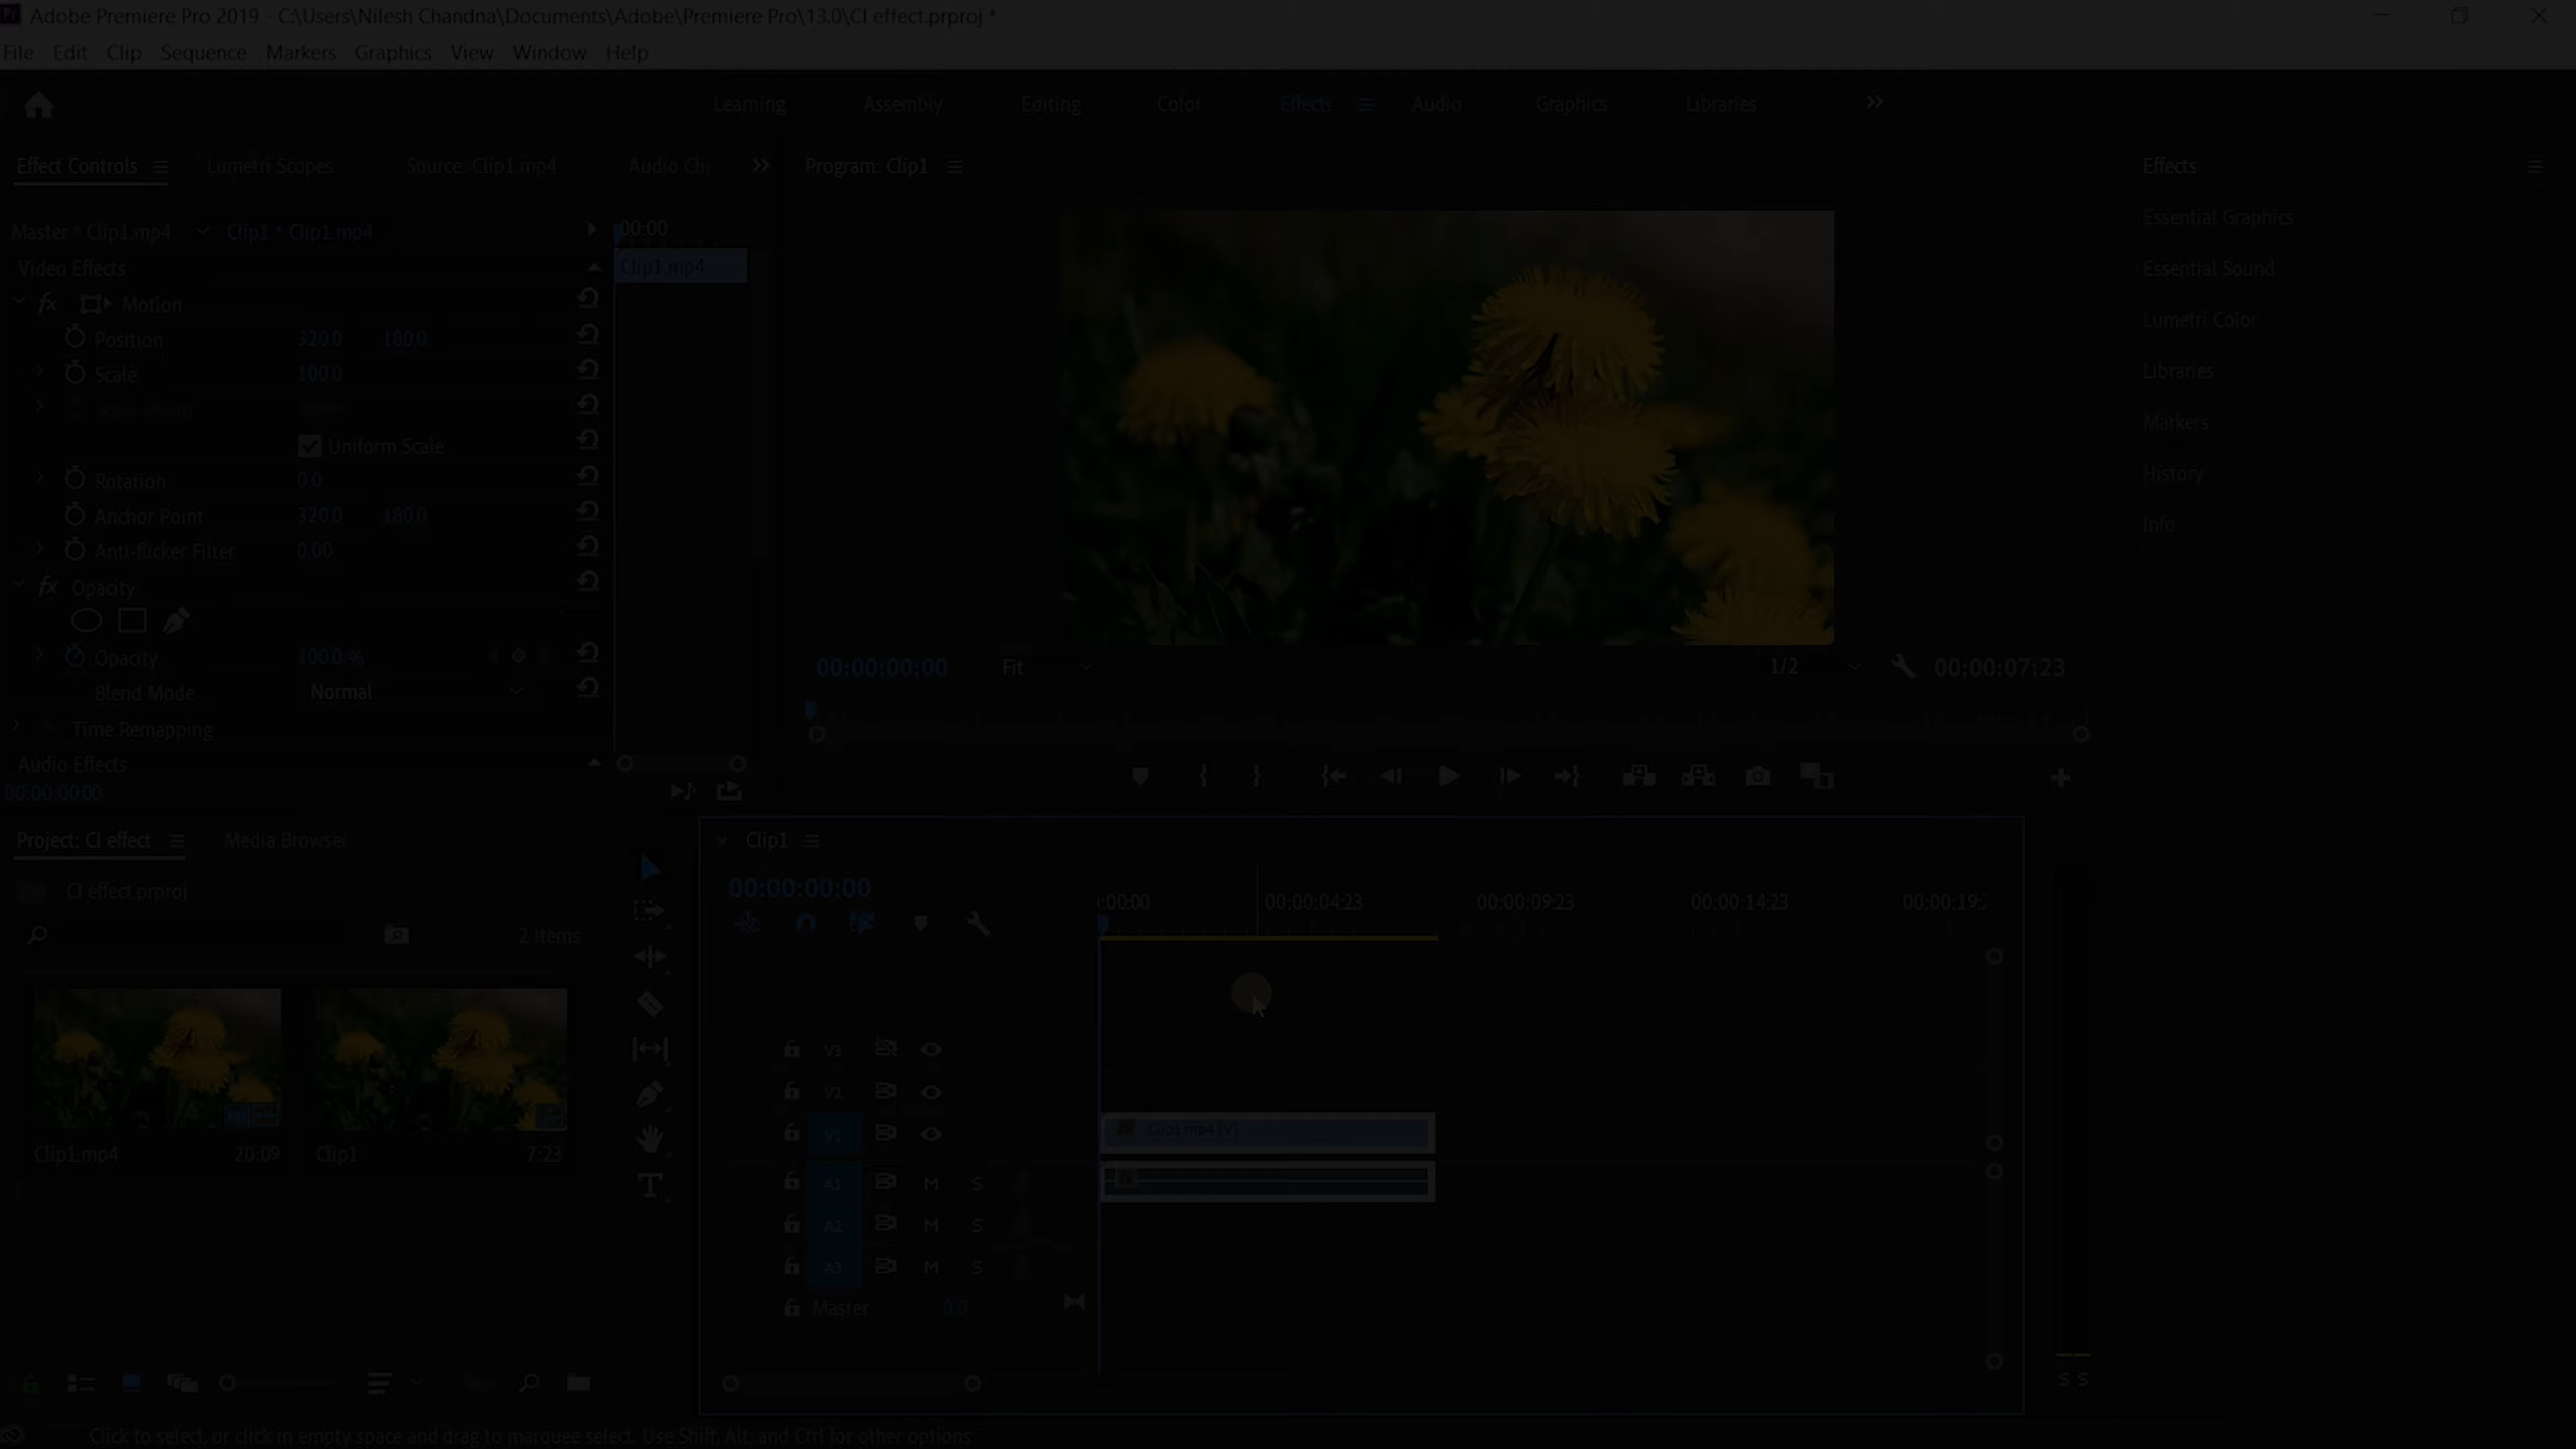 Adobe Premiere Pro 2019 - C:\Users\Nilesh Chandna\Documents\Adobe\Premiere Pro\13.0\CI effect.prproj *
File Edit Clip Sequence Markers Graphics View Window Help
Learning Assembly Editing Color Effects Audio Graphics Libraries
Effect Controls Lumetri Scopes Source: Clip1.mp4 Audio Cli Program: Clip1 Effects
Master * Clip1.mp4 Clip1 * Clip1.mp4 00:00 Essential Graphics
Video Effects Clip1.mp4 Essential Sound
fx Motion
Position 320.0 180.0 Lumetri Color
Scale 100.0 Libraries
Uniform Scale Markers
Rotation 0.0 History
Anchor Point 320.0 180.0 Info
Anti-flicker Filter 0.00
fx Opacity
Opacity 100.0 % 00:00:00:00 Fit 1/2 00:00:07:23
Blend Mode Normal
Time Remapping
Audio Effects
00:00:00:00
Project: CI effect Media Browser Clip1
CI effect.prproj 00:00:00:00 :00:00 00:00:04:23 00:00:09:23 00:00:14:23 00:00:19:
2 Items
V3
V2
V1 Clip1.mp4 [V]
Clip1.mp4 20:09 Clip1 7:23
A1 M S
A2 M S
A3 M S
Master 0.0
S S
Click to select, or click in empty space and drag to marquee select. Use Shift, Alt, and Ctrl for other options.